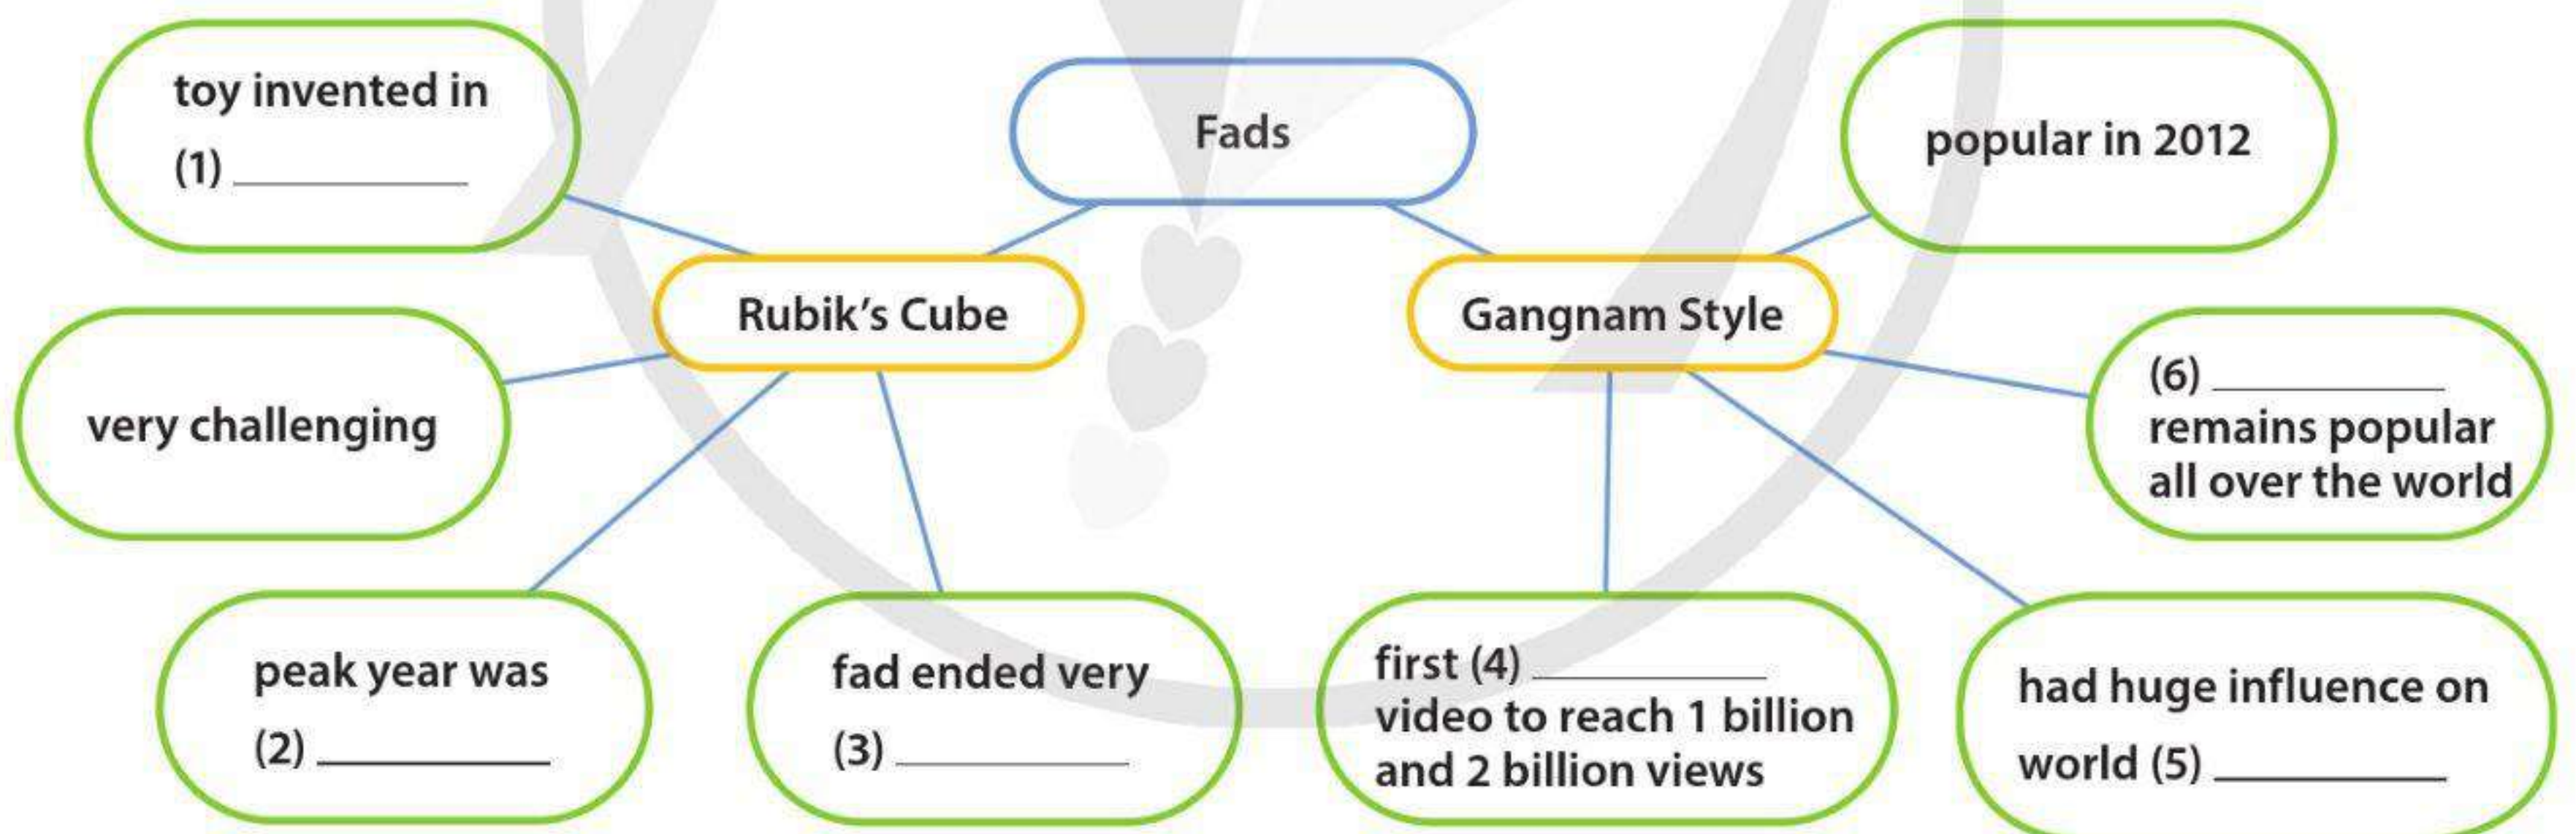 Fads
Rubik's Cube
toy invented in
(1) ___________
very challenging
peak year was
(2) ___________
fad ended very
(3) ___________
Gangnam Style
popular in 2012
first (4) ___________
video to reach 1 billion
and 2 billion views
had huge influence on
world (5) ___________
(6) ___________
remains popular
all over the world